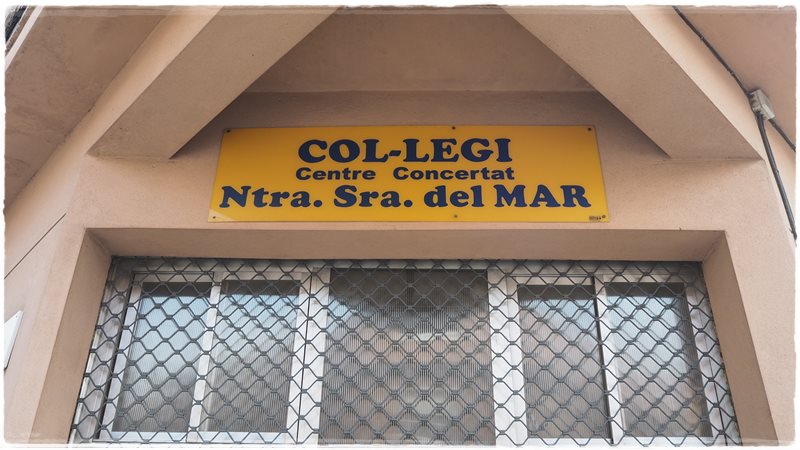 COL-LEGI
Centre Concertat
Ntra. Sra. del MAR